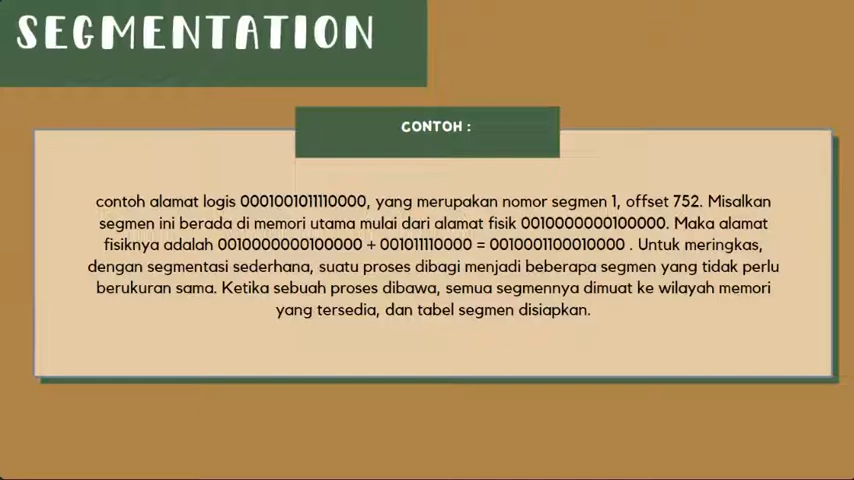 SEGMENTATION
CONTOH :
contoh alamat logis 0001001011110000, yang merupakan nomor segmen 1, offset 752. Misalkan
segmen ini berada di memori utama mulai dari alamat fisik 0010000000100000. Maka alamat
fisiknya adalah 0010000000100000 + 001011110000 = 0010001100010000 . Untuk meringkas,
dengan segmentasi sederhana, suatu proses dibagi menjadi beberapa segmen yang tidak perlu
berukuran sama. Ketika sebuah proses dibawa, semua segmennya dimuat ke wilayah memori
yang tersedia, dan tabel segmen disiapkan.